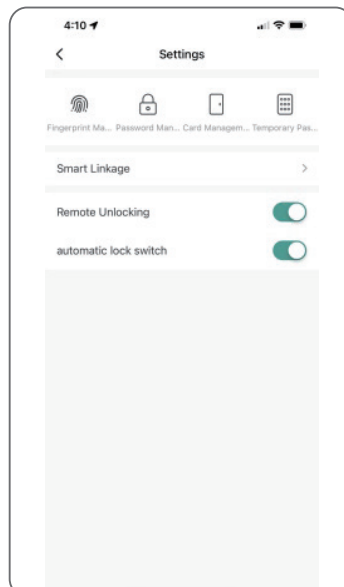 4:10
Settings
Fingerprint Ma... Password Man... Card Managem... Temporary Pas...
Smart Linkage
Remote Unlocking
automatic lock switch